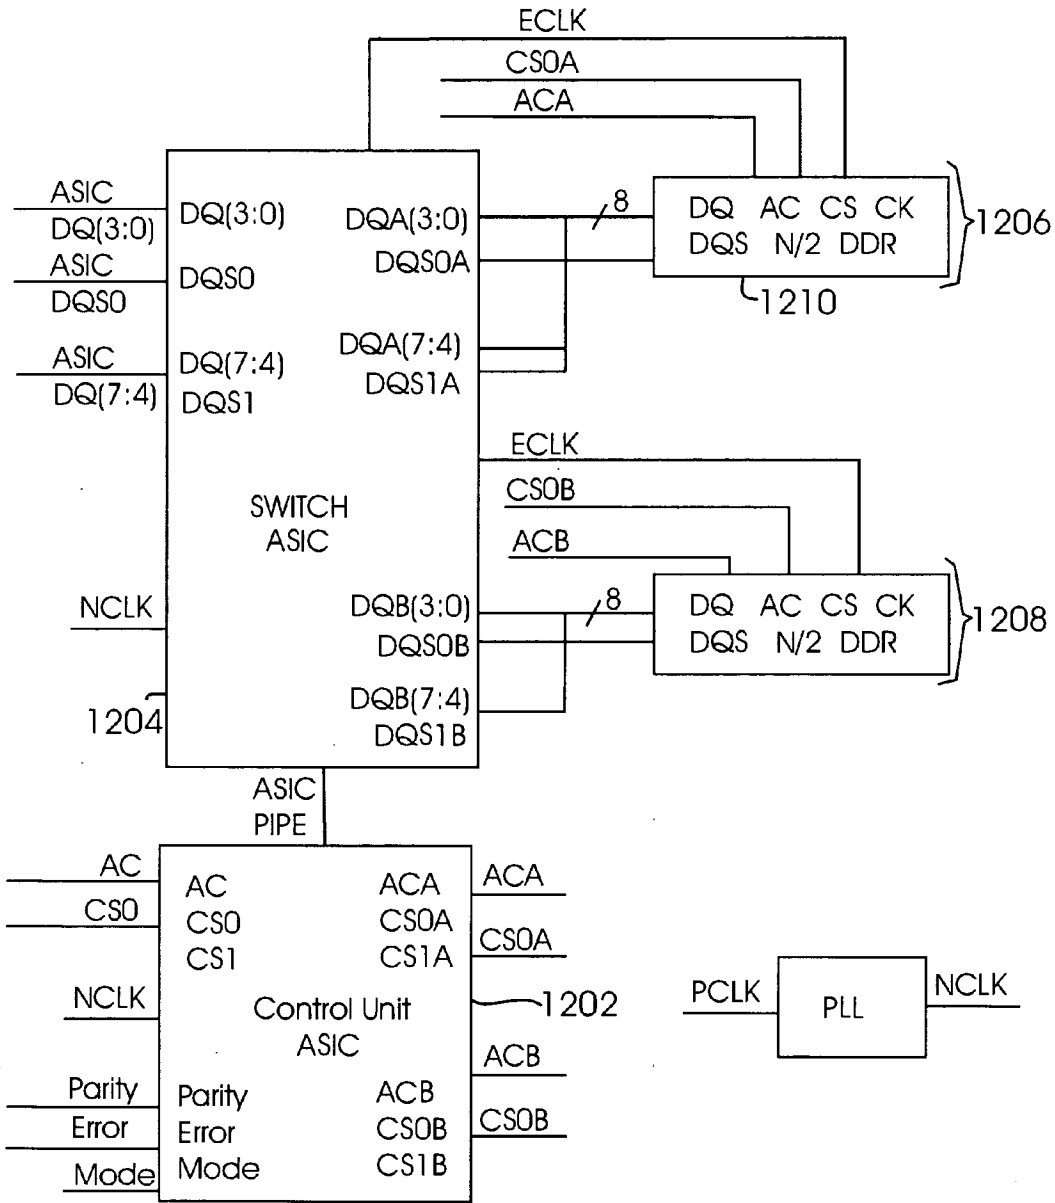 ECLK
CS0A
ACA
ASIC
DQ(3:0)
ASIC
DQS0
ASIC
DQ(7:4)
DQ(3:0)
DQS0
DQ(7:4)
DQS1
DQA(3:0)
DQS0A
DQA(7:4)
DQS1A
8
DQ AC CS CK
DQS N/2 DDR
1206
1210
ECLK
CS0B
ACB
SWITCH
ASIC
NCLK
1204
DQB(3:0)
DQS0B
DQB(7:4)
DQS1B
8
DQ AC CS CK
DQS N/2 DDR
1208
ASIC
PIPE
AC
CS0
NCLK
Parity
Error
Mode
AC
CS0
CS1
ACA
CS0A
CS1A
Control Unit
ASIC
Parity
Error
Mode
ACB
CS0B
CS1B
ACA
CS0A
1202
ACB
CS0B
PCLK
PLL
NCLK